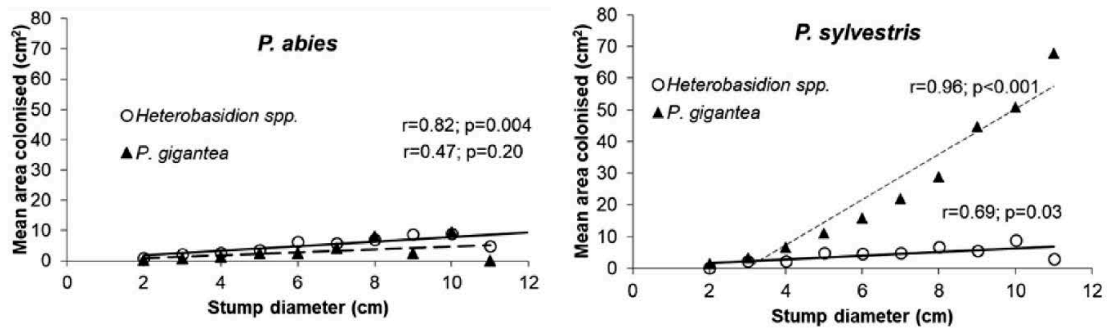 P. abies
Mean area colonised (cm²)
80
70
60
50
40
30
20
10
0
Heterobasidion spp.
P. gigantea
r=0.82; p=0.004
r=0.47; p=0.20
0 2 4 6 8 10 12
Stump diameter (cm)
P. sylvestris
Mean area colonised (cm²)
80
70
60
50
40
30
20
10
0
Heterobasidion spp.
P. gigantea
r=0.96; p<0.001
r=0.69; p=0.03
0 2 4 6 8 10 12
Stump diameter (cm)